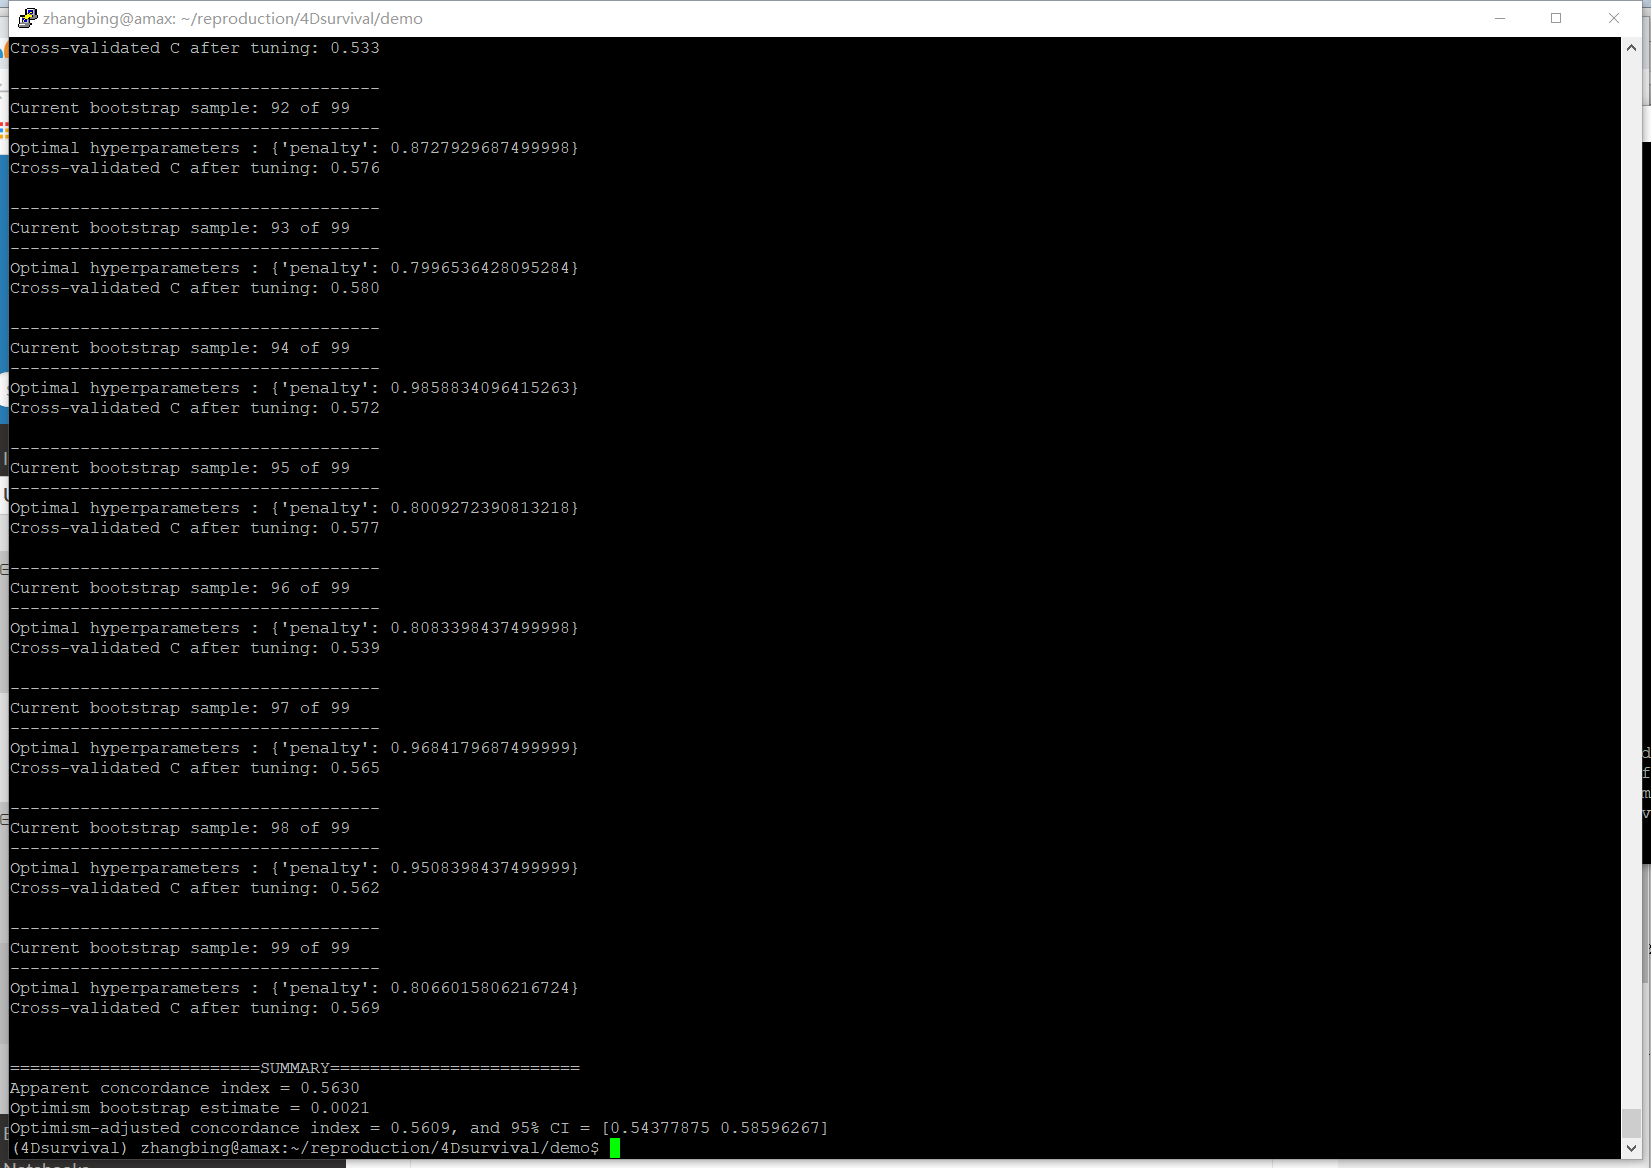 zhangbing@amax: ~/reproduction/4Dsurvival/demo
Cross-validated C after tuning: 0.533
-------------------------------------
Current bootstrap sample: 92 of 99
-------------------------------------
Optimal hyperparameters : {'penalty': 0.8727929687499998}
Cross-validated C after tuning: 0.576
-------------------------------------
Current bootstrap sample: 93 of 99
-------------------------------------
Optimal hyperparameters : {'penalty': 0.7996536428095284}
Cross-validated C after tuning: 0.580
-------------------------------------
Current bootstrap sample: 94 of 99
-------------------------------------
Optimal hyperparameters : {'penalty': 0.9858834096415263}
Cross-validated C after tuning: 0.572
-------------------------------------
Current bootstrap sample: 95 of 99
-------------------------------------
Optimal hyperparameters : {'penalty': 0.8009272390813218}
Cross-validated C after tuning: 0.577
-------------------------------------
Current bootstrap sample: 96 of 99
-------------------------------------
Optimal hyperparameters : {'penalty': 0.8083398437499998}
Cross-validated C after tuning: 0.539
-------------------------------------
Current bootstrap sample: 97 of 99
-------------------------------------
Optimal hyperparameters : {'penalty': 0.9684179687499999}
Cross-validated C after tuning: 0.565
-------------------------------------
Current bootstrap sample: 98 of 99
-------------------------------------
Optimal hyperparameters : {'penalty': 0.9508398437499999}
Cross-validated C after tuning: 0.562
-------------------------------------
Current bootstrap sample: 99 of 99
-------------------------------------
Optimal hyperparameters : {'penalty': 0.8066015806216724}
Cross-validated C after tuning: 0.569
=========================SUMMARY=========================
Apparent concordance index = 0.5630
Optimism bootstrap estimate = 0.0021
Optimism-adjusted concordance index = 0.5609, and 95% CI = [0.54377875 0.58596267]
(4Dsurvival) zhangbing@amax:~/reproduction/4Dsurvival/demo$